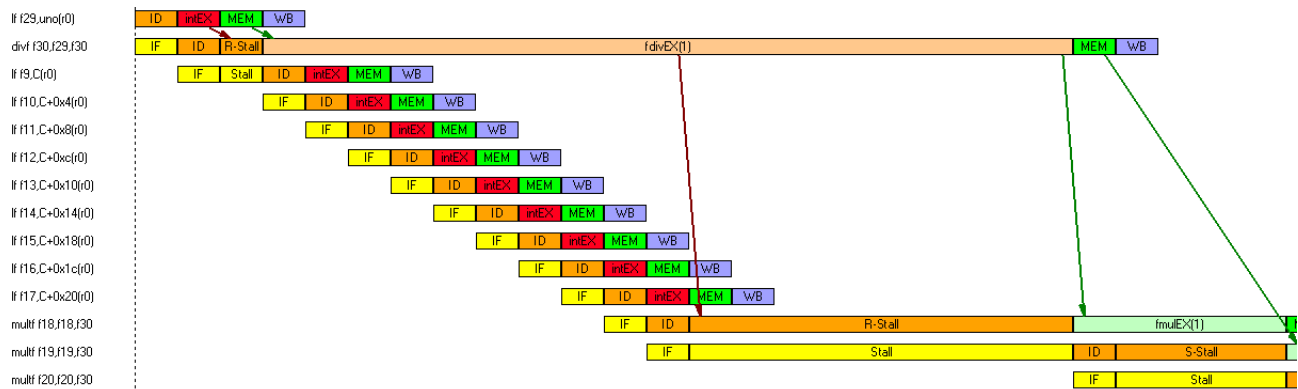 lf f29,uno(r0) ID intEX MEM WB
divf f30,f29,f30 IF ID R-Stall fdivEX(1) MEM WB
lf f9,C(r0) IF Stall ID intEX MEM WB
lf f10,C+0x4(r0) IF ID intEX MEM WB
lf f11,C+0x8(r0) IF ID intEX MEM WB
lf f12,C+0xc(r0) IF ID intEX MEM WB
lf f13,C+0x10(r0) IF ID intEX MEM WB
lf f14,C+0x14(r0) IF ID intEX MEM WB
lf f15,C+0x18(r0) IF ID intEX MEM WB
lf f16,C+0x1c(r0) IF ID intEX MEM WB
lf f17,C+0x20(r0) IF ID intEX MEM WB
multf f18,f18,f30 IF ID R-Stall fmulEX(1)
multf f19,f19,f30 IF Stall ID S-Stall
multf f20,f20,f30 IF Stall